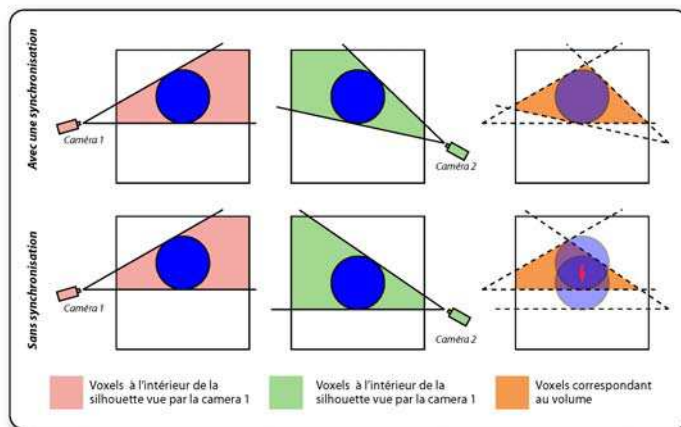 Avec une synchronisation
Caméra 1
Caméra 2
Sans synchronisation
Caméra 1
Caméra 2
Voxels à l'intérieur de la
silhouette vue par la camera 1
Voxels à l'intérieur de la
silhouette vue par la camera 1
Voxels correspondant
au volume